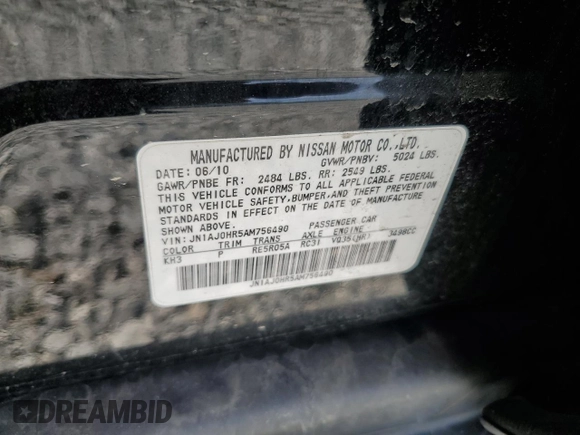 MANUFACTURED BY NISSAN MOTOR CO.,LTD.
DATE: 06/10 GVWR/PNBV: 5024 LBS.
GAWR/PNBE FR: 2484 LBS. RR: 2549 LBS.
THIS VEHICLE CONFORMS TO ALL APPLICABLE FEDERAL
MOTOR VEHICLE SAFETY,BUMPER,AND THEFT PREVENTION
STANDARDS IN EFFECT ON THE DATE OF MANUFACTURE
SHOWN ABOVE.
VIN:JN1AJ0HR5AM756490 PASSENGER CAR
COLOR TRIM TRANS AXLE ENGINE
KH3 P RE5R05A RC31 VQ35(HR) 3498CC
JN1AJ0HR5AM756490
DREAMBID